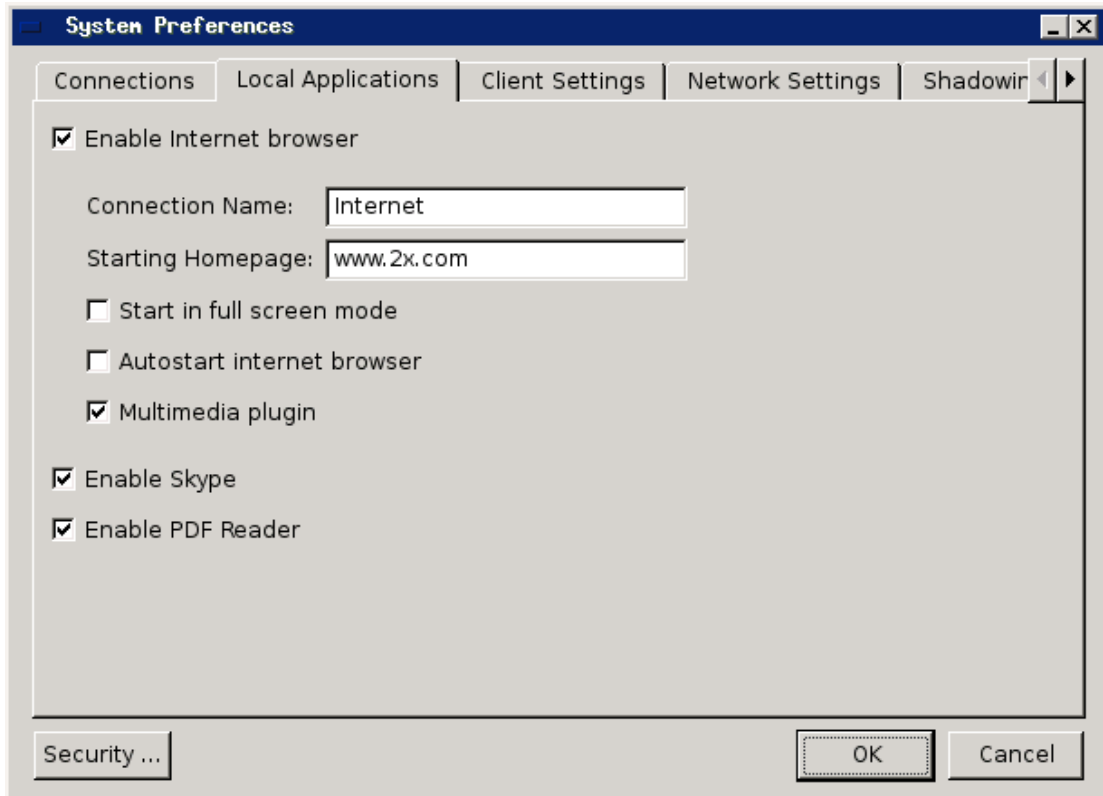 System Preferences
Connections Local Applications Client Settings Network Settings Shadowin
Enable Internet browser
Connection Name: Internet
Starting Homepage: www.2x.com
Start in full screen mode
Autostart internet browser
Multimedia plugin
Enable Skype
Enable PDF Reader
Security ... OK Cancel